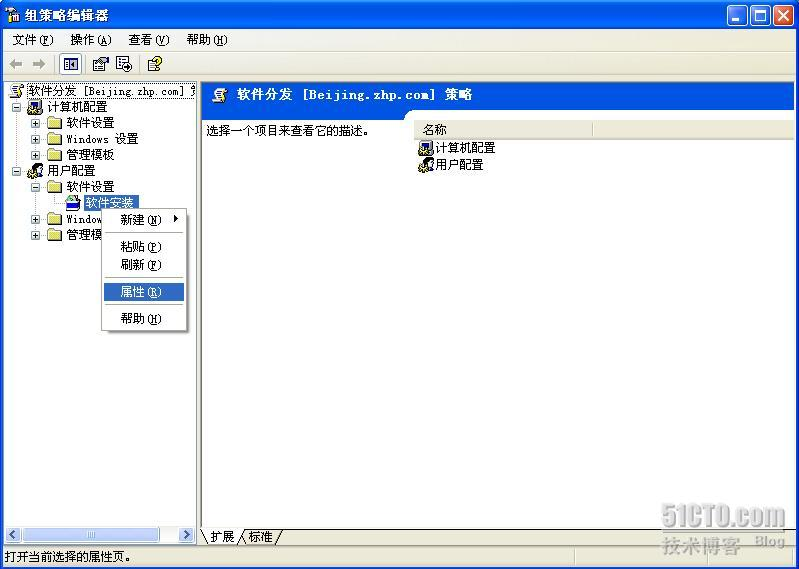 组策略编辑器
文件(F) 操作(A) 查看(V) 帮助(H)
软件分发 [Beijing.zhp.com]
计算机配置
软件设置
Windows 设置
管理模板
用户配置
软件设置
软件安装
Window
管理模
新建(N)
粘贴(P)
刷新(F)
属性(R)
帮助(H)
软件分发 [Beijing.zhp.com] 策略
选择一个项目来查看它的描述。
名称
计算机配置
用户配置
扩展 标准
打开当前选择的属性页。
51CTO.com
技术博客 Blog